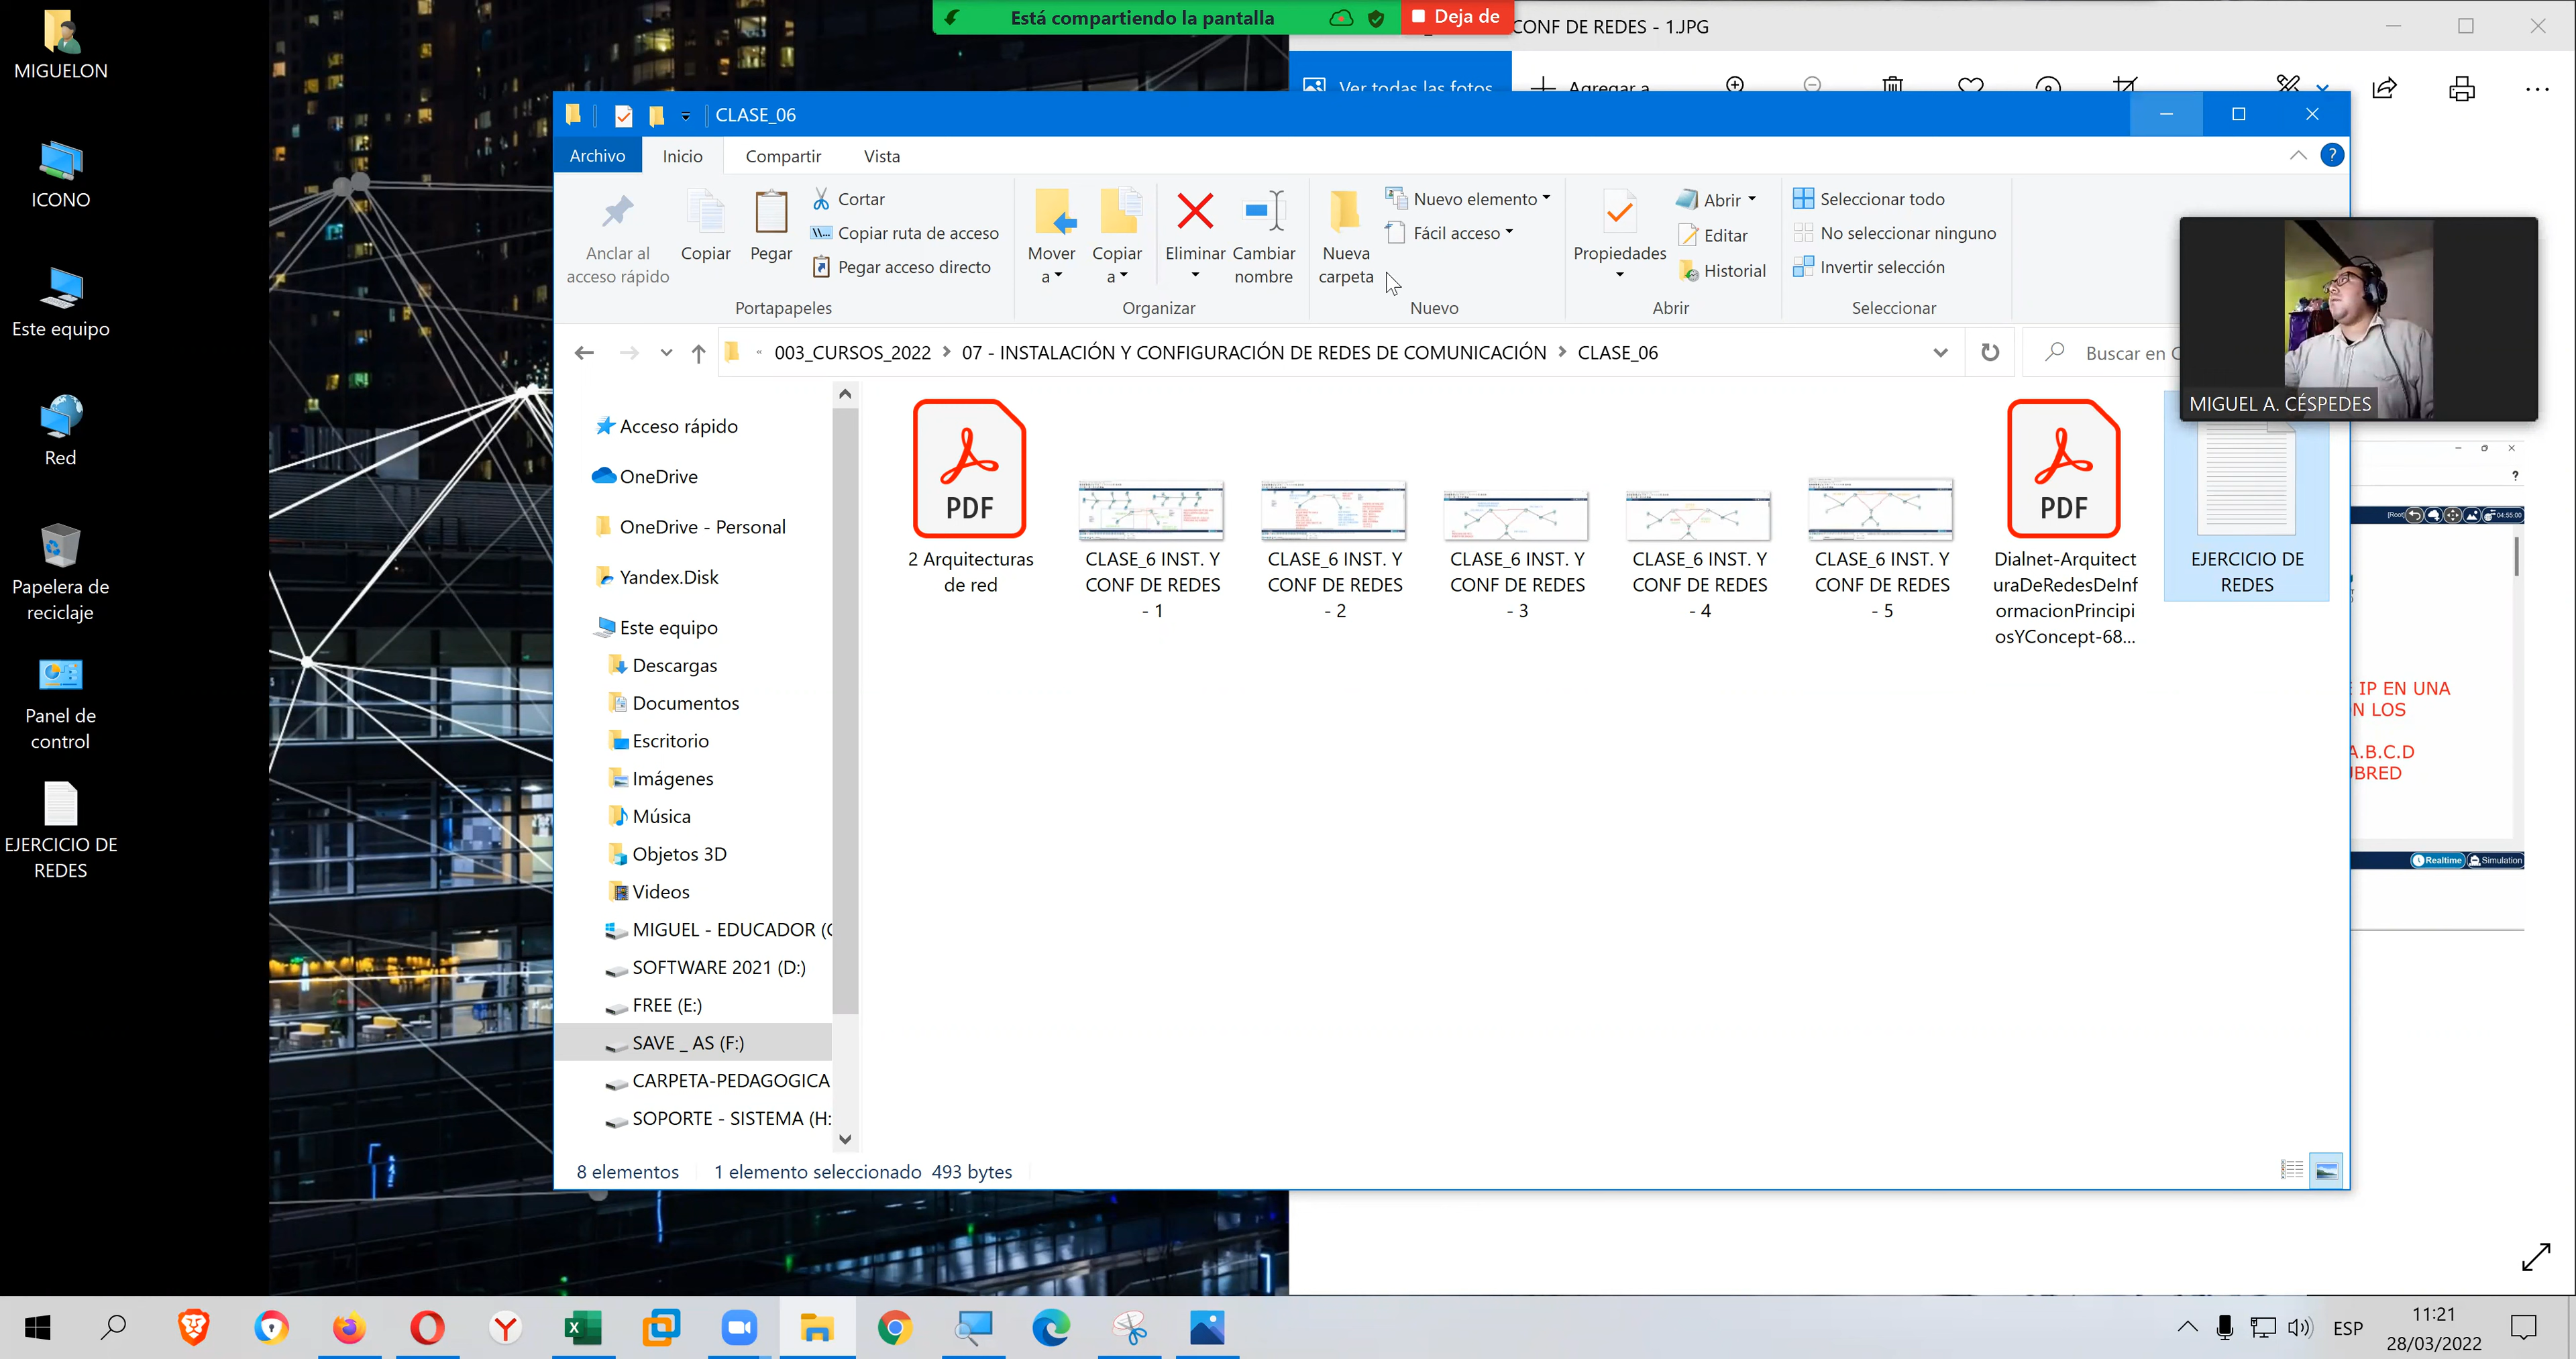 MIGUELON
ICONO
Este equipo
Red
Papelera de
reciclaje
Panel de
control
EJERCICIO DE
REDES
Está compartiendo la pantalla
Deja de
CONF DE REDES - 1.JPG
Ver todas las fotos
Agregar a
CLASE_06
Archivo
Inicio
Compartir
Vista
Anclar al
acceso rápido
Copiar
Pegar
Cortar
Copiar ruta de acceso
Pegar acceso directo
Portapapeles
Mover
a
Copiar
a
Eliminar
Cambiar
nombre
Organizar
Nueva
carpeta
Nuevo elemento
Fácil acceso
Nuevo
Propiedades
Abrir
Editar
Historial
Abrir
Seleccionar todo
No seleccionar ninguno
Invertir selección
Seleccionar
« 003_CURSOS_2022 > 07 - INSTALACIÓN Y CONFIGURACIÓN DE REDES DE COMUNICACIÓN > CLASE_06
Buscar en C
MIGUEL A. CÉSPEDES
Acceso rápido
OneDrive
OneDrive - Personal
Yandex.Disk
Este equipo
Descargas
Documentos
Escritorio
Imágenes
Música
Objetos 3D
Videos
MIGUEL - EDUCADOR (C
SOFTWARE 2021 (D:)
FREE (E:)
SAVE _ AS (F:)
CARPETA-PEDAGOGICA
SOPORTE - SISTEMA (H:
PDF
2 Arquitecturas
de red
CLASE_6 INST. Y
CONF DE REDES
- 1
CLASE_6 INST. Y
CONF DE REDES
- 2
CLASE_6 INST. Y
CONF DE REDES
- 3
CLASE_6 INST. Y
CONF DE REDES
- 4
CLASE_6 INST. Y
CONF DE REDES
- 5
PDF
Dialnet-Arquitect
uraDeRedesDeInf
ormacionPrincipi
osYConcept-68...
EJERCICIO DE
REDES
[Root]
04:55:00
IP EN UNA
N LOS
A.B.C.D
BRED
Realtime
Simulation
8 elementos
1 elemento seleccionado 493 bytes
ESP
11:21
28/03/2022